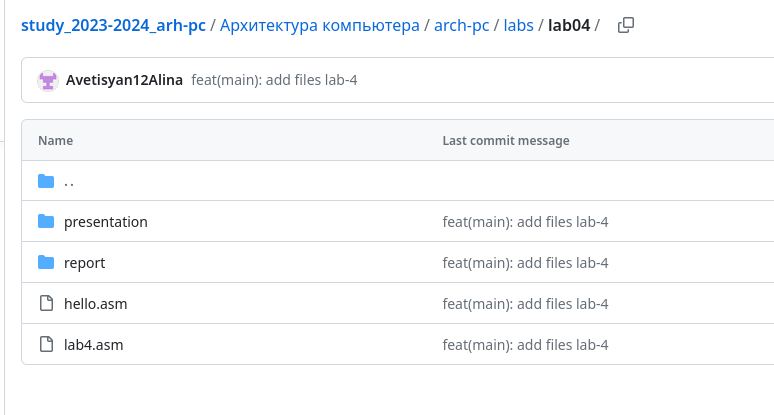 study_2023-2024_arh-pc / Архитектура компьютера / arch-pc / labs / lab04 /
Avetisyan12Alina feat(main): add files lab-4
Name Last commit message
..
presentation feat(main): add files lab-4
report feat(main): add files lab-4
hello.asm feat(main): add files lab-4
lab4.asm feat(main): add files lab-4